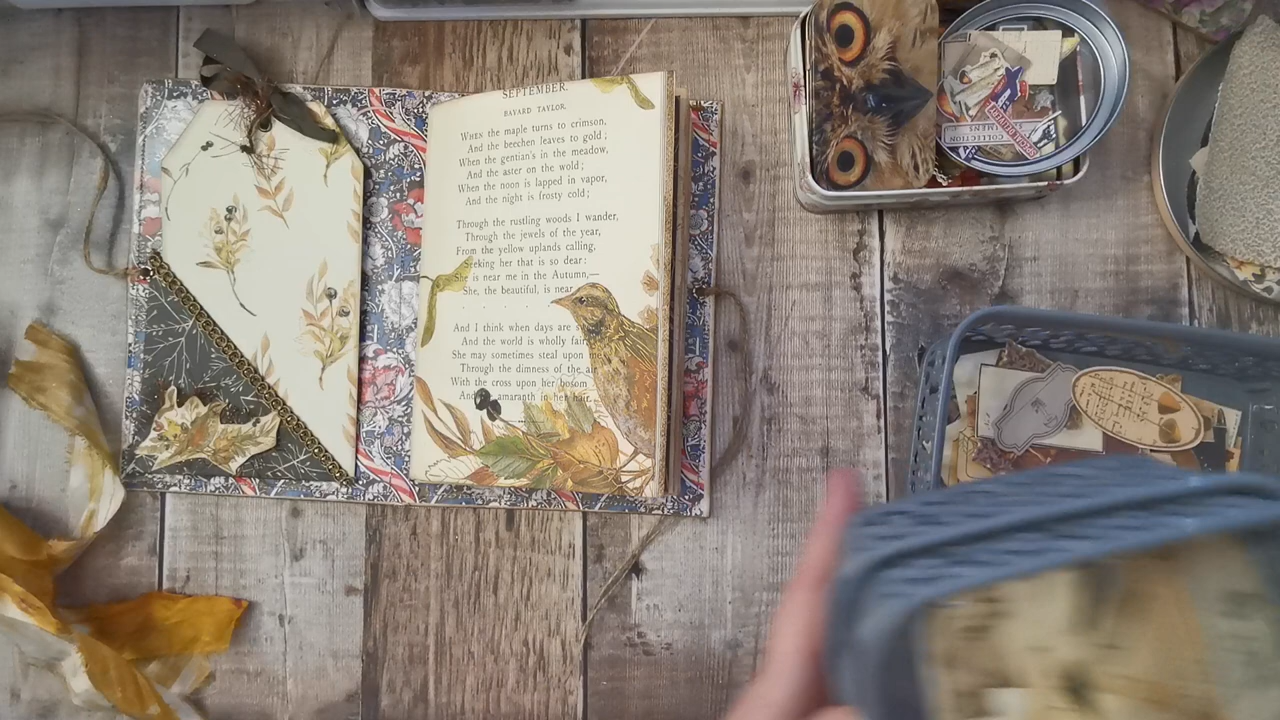 SEPTEMBER.
BAYARD TAYLOR.
WHEN the maple turns to crimson,
And the beechen leaves to gold;
When the gentian's in the meadow,
And the aster on the wold;
When the noon is lapped in vapor,
And the night is frosty cold;
Through the rustling woods I wander,
Through the jewels of the year,
From the yellow uplands calling,
Seeking her that is so dear:
She is near me in the Autumn,—
She, the beautiful, is near
And I think when days are s
And the world is wholly fair
She may sometimes steal upon me
Through the dimness of the air
With the cross upon her bosom
And amaranth in her hair.
COLLECTION
SPECIAL DELIVERY